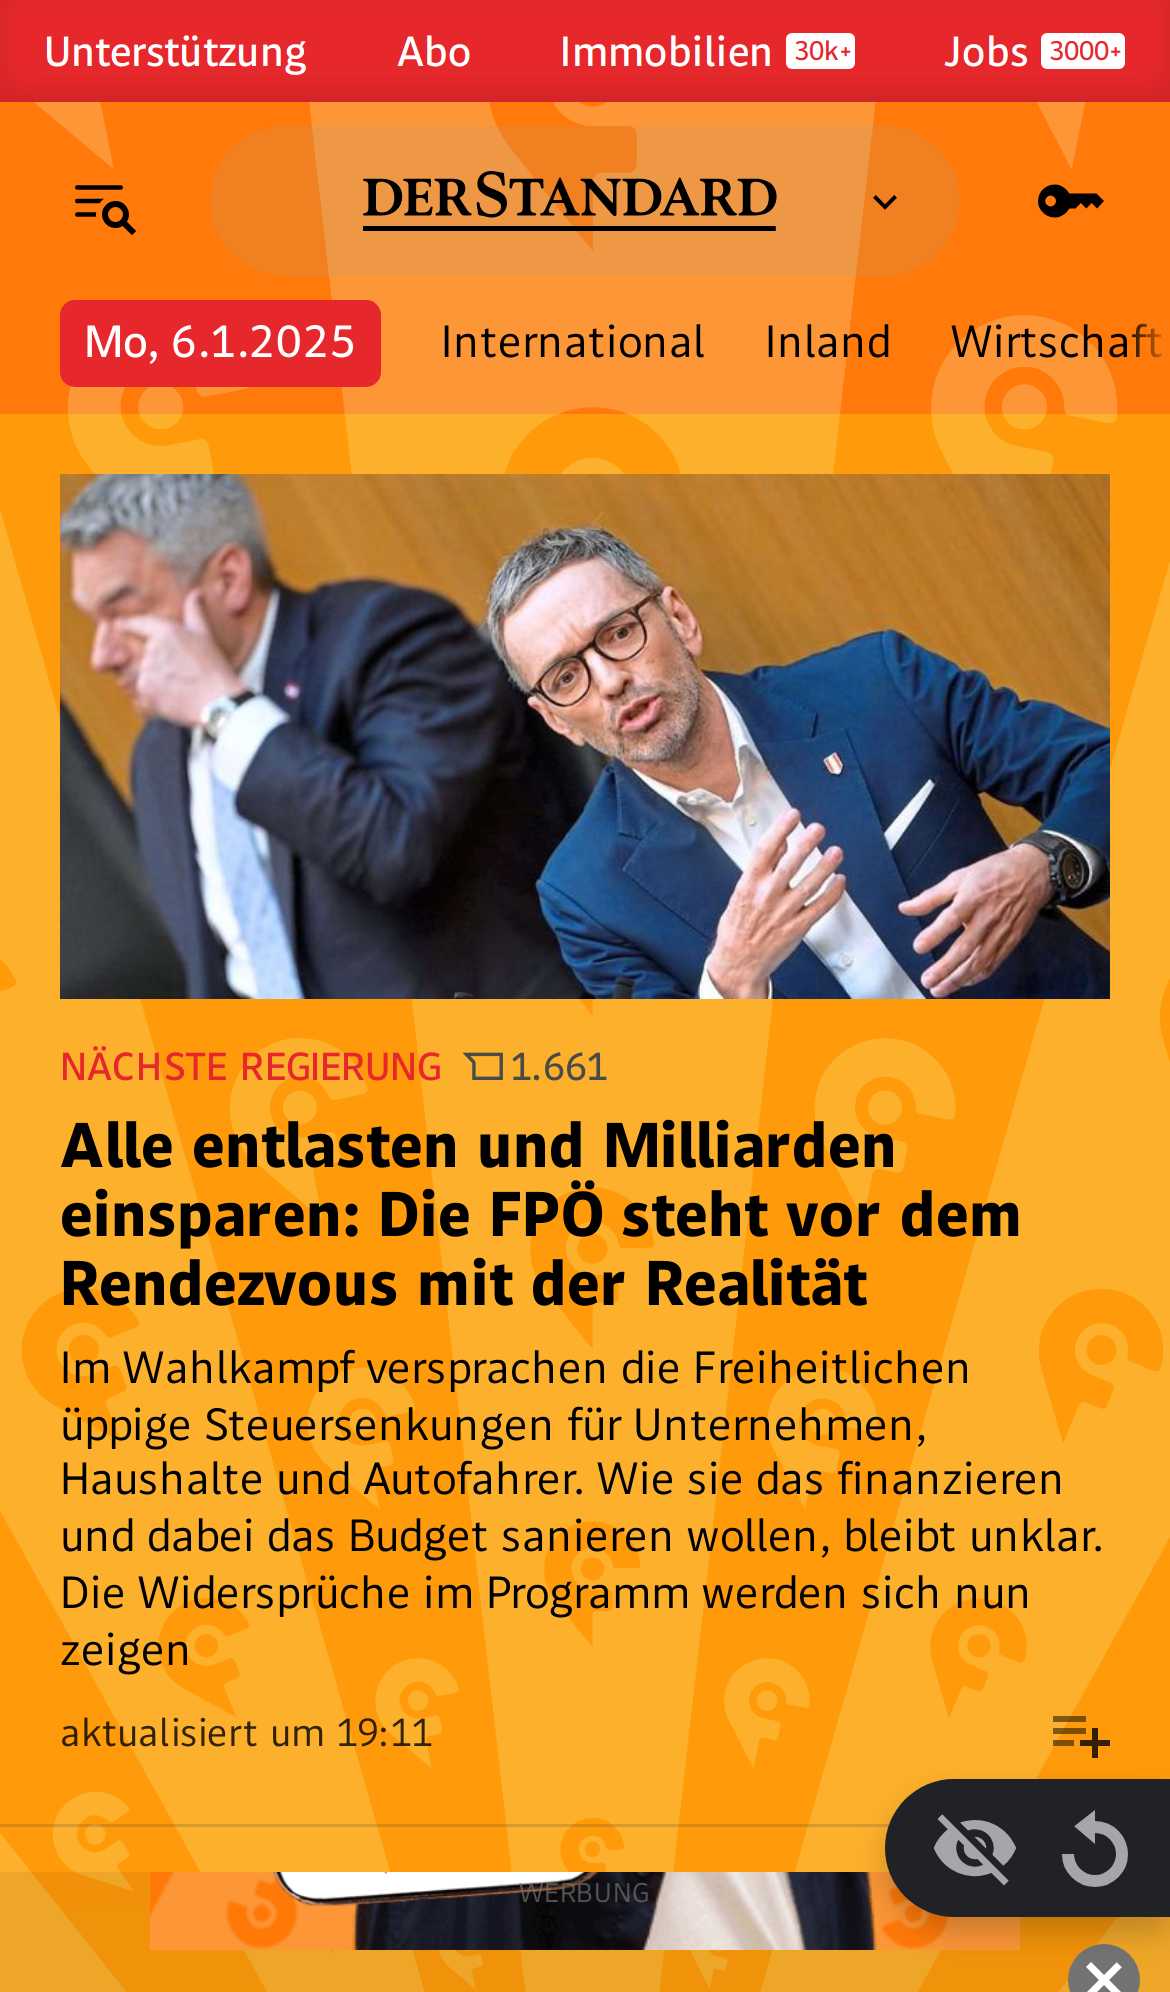 Unterstützung Abo Immobilien 30k+ Jobs 3000+
DERSTANDARD
Mo, 6.1.2025 International Inland Wirtschaft
NÄCHSTE REGIERUNG 1.661
Alle entlasten und Milliarden
einsparen: Die FPÖ steht vor dem
Rendezvous mit der Realität
Im Wahlkampf versprachen die Freiheitlichen
üppige Steuersenkungen für Unternehmen,
Haushalte und Autofahrer. Wie sie das finanzieren
und dabei das Budget sanieren wollen, bleibt unklar.
Die Widersprüche im Programm werden sich nun
zeigen
aktualisiert um 19:11
WERBUNG